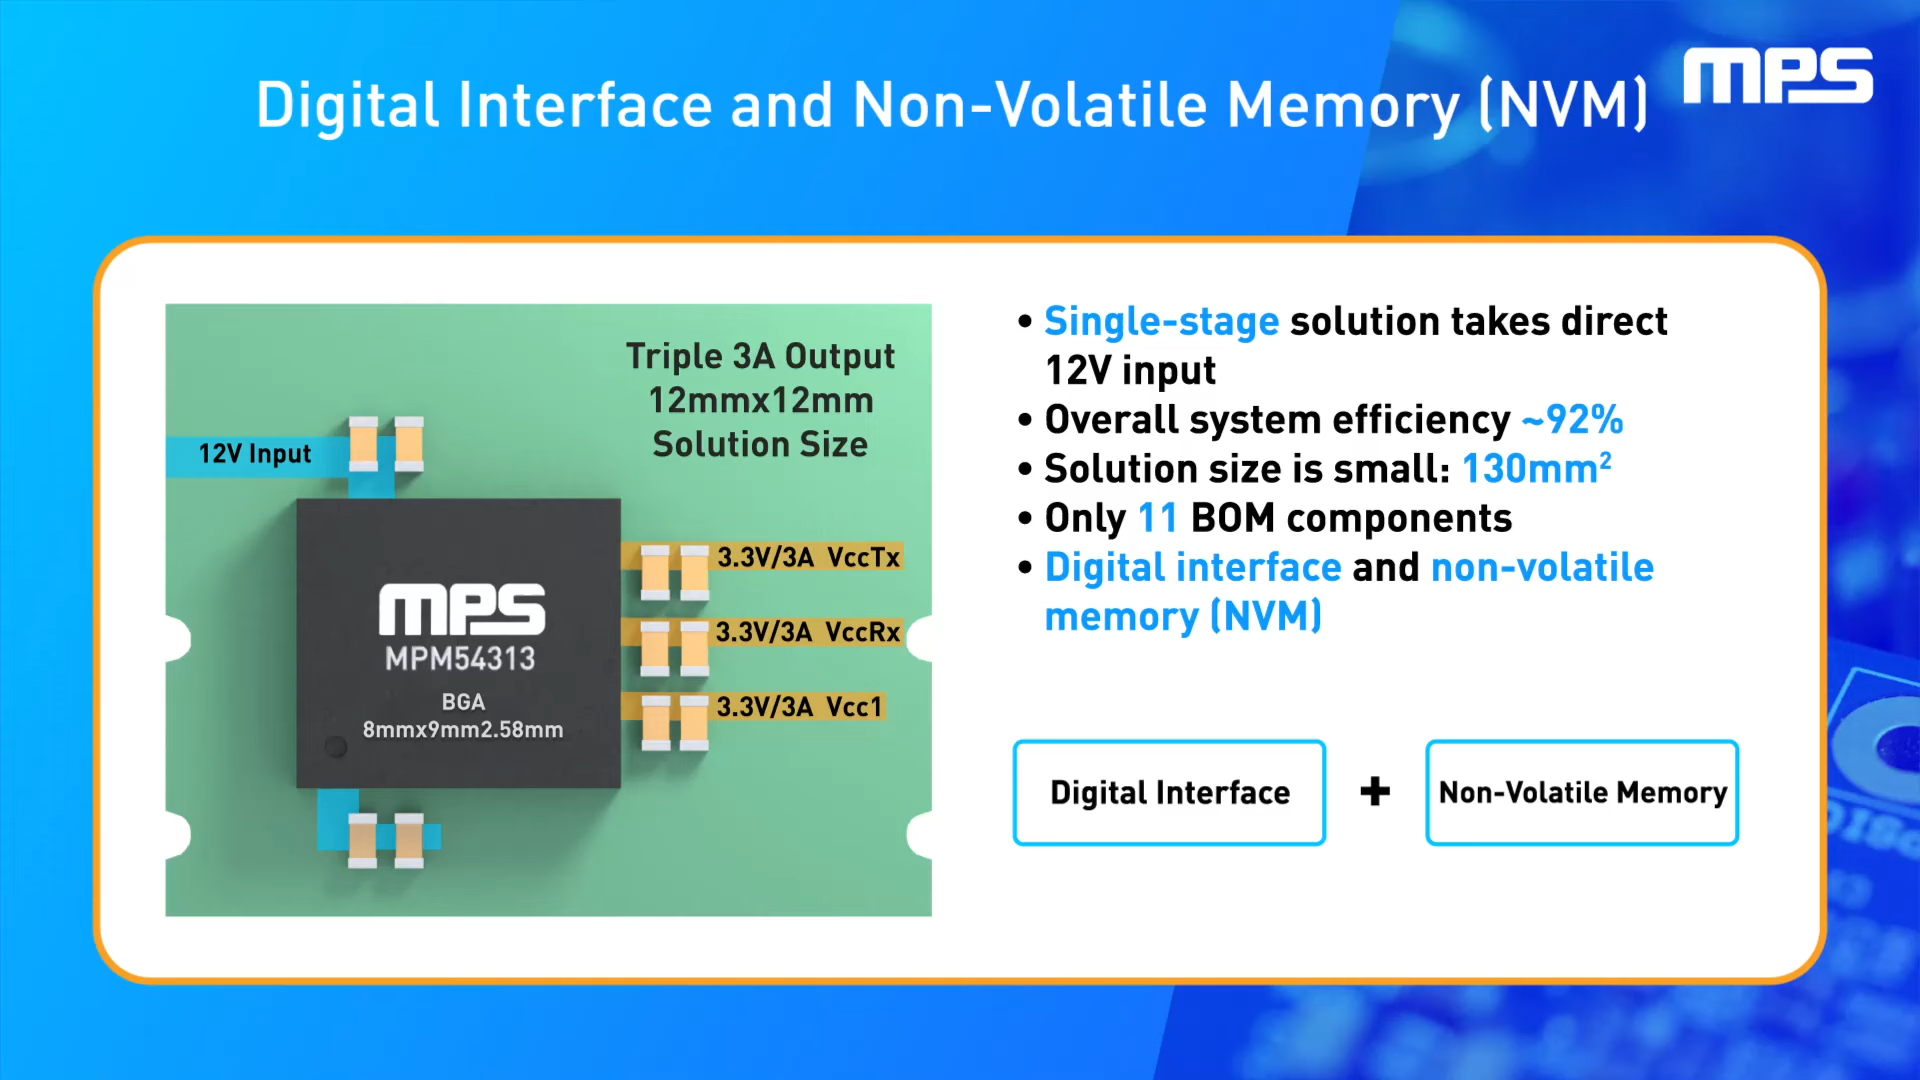 Digital Interface and Non-Volatile Memory (NVM)
mps
Triple 3A Output
12mmx12mm
Solution Size
12V Input
3.3V/3A VccTx
3.3V/3A VccRx
3.3V/3A Vcc1
mps
MPM54313
BGA
8mmx9mm2.58mm
• Single-stage solution takes direct
12V input
• Overall system efficiency ~92%
• Solution size is small: 130mm²
• Only 11 BOM components
• Digital interface and non-volatile
memory (NVM)
Digital Interface + Non-Volatile Memory